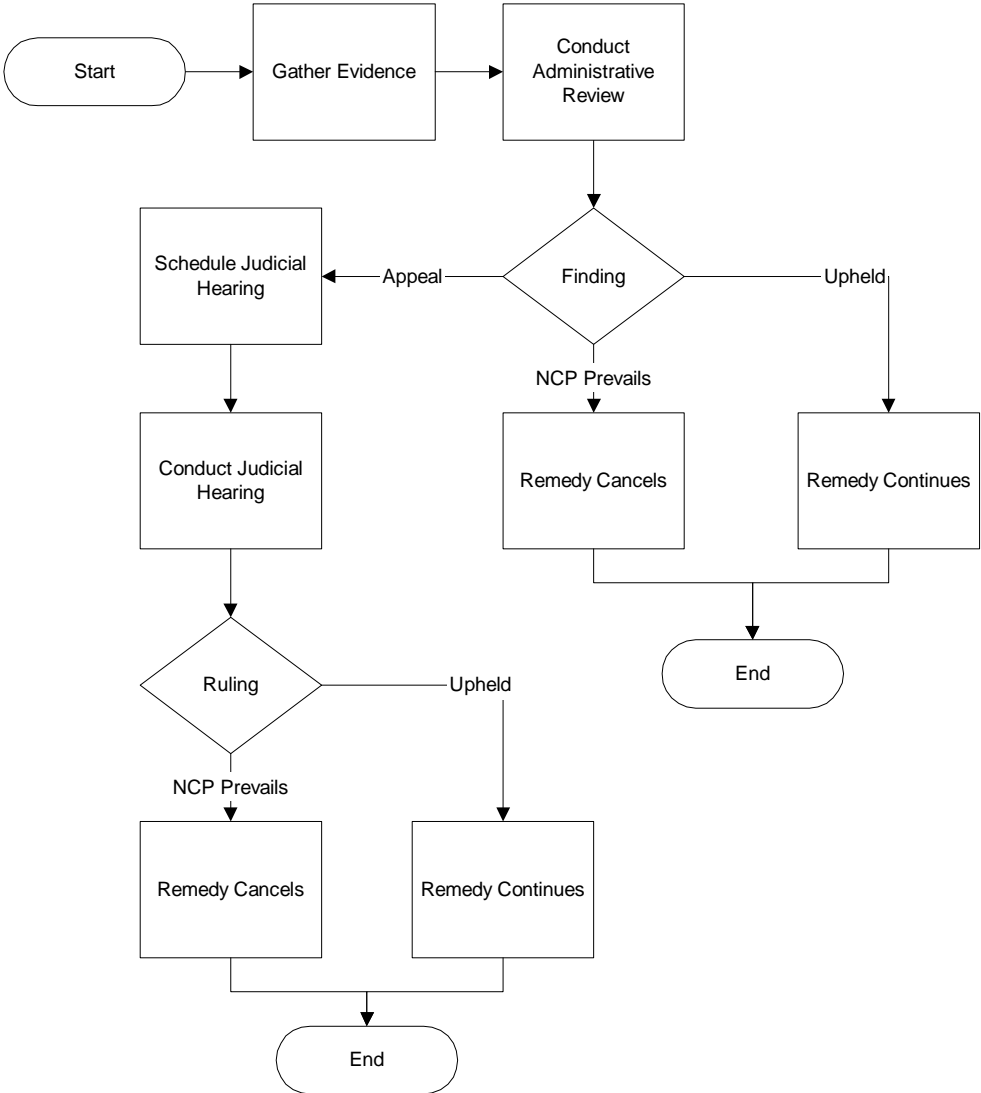 Start
Gather Evidence
Conduct
Administrative
Review
Schedule Judicial
Hearing
Appeal
Finding
Upheld
NCP Prevails
Conduct Judicial
Hearing
Remedy Cancels
Remedy Continues
End
Ruling
Upheld
NCP Prevails
Remedy Cancels
Remedy Continues
End